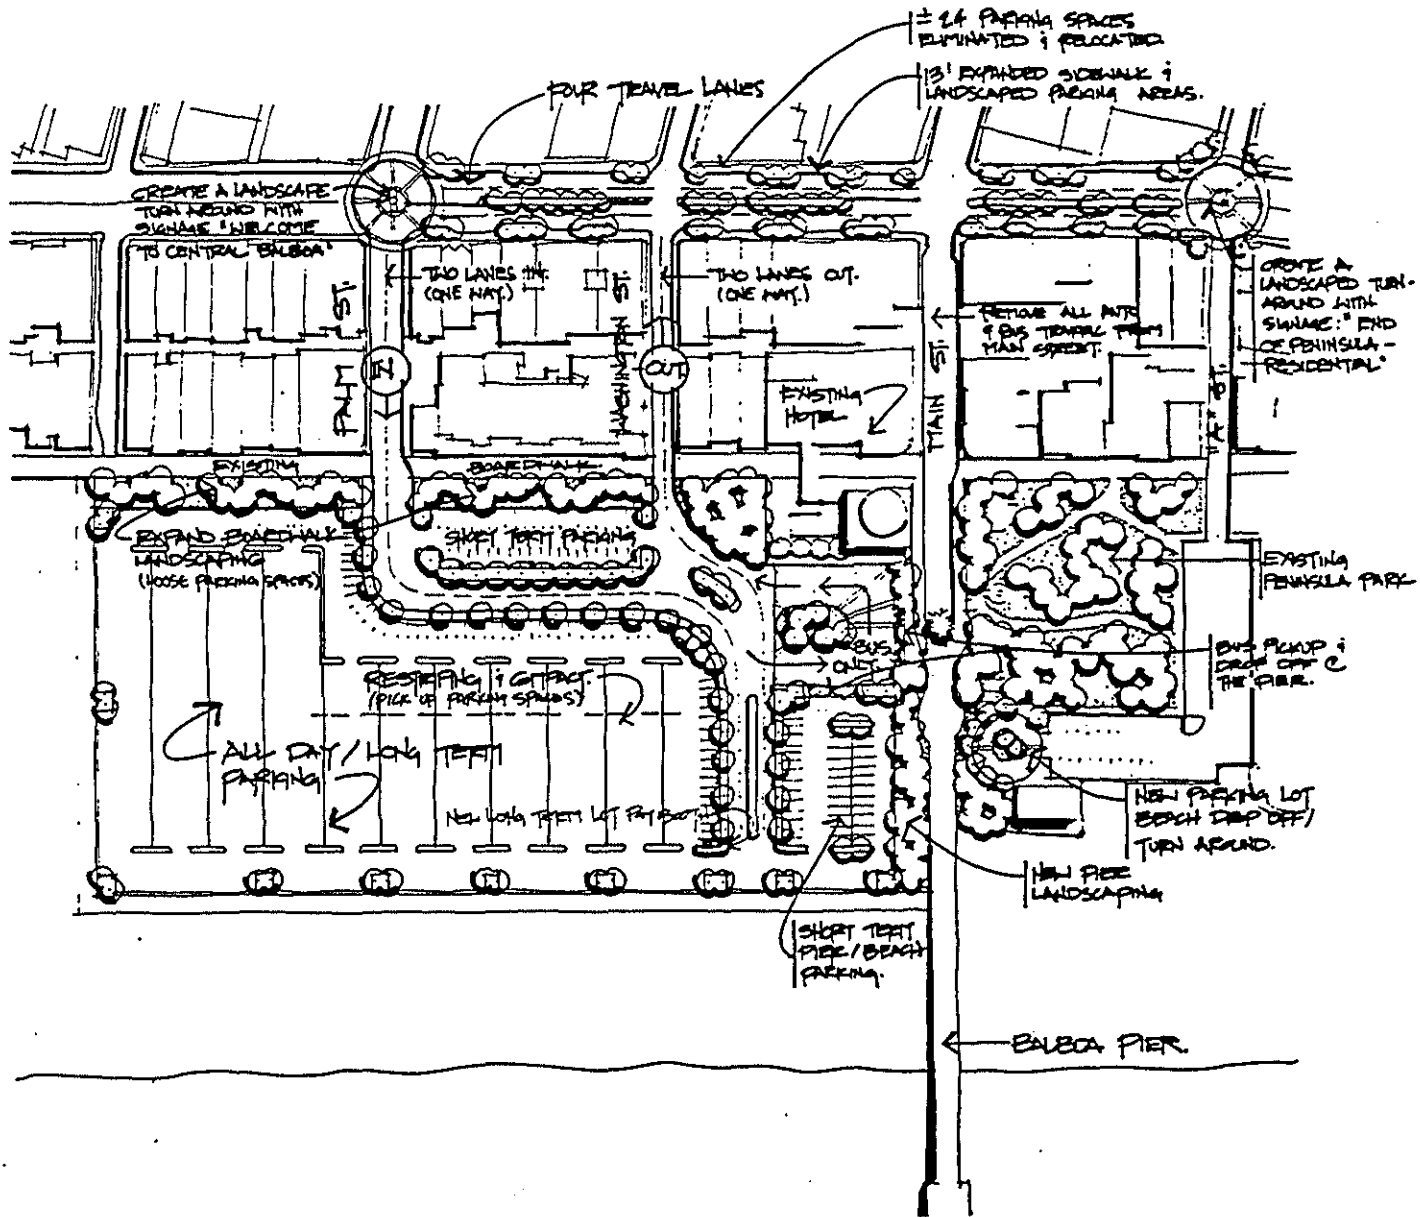 ± 24 PARKING SPACES
ELIMINATED & RELOCATED.
13' EXPANDED SIDEWALK &
LANDSCAPED PARKING AREAS.
FOUR TRAVEL LANES
CREATE A LANDSCAPE
TURN AROUND WITH
SIGNAGE "WELCOME
TO CENTRAL BALBOA"
TWO LANES IN.
(ONE WAY.)
TWO LANES OUT.
(ONE WAY.)
REMOVE ALL AUTO
& BUS TRAFFIC FROM
MAIN STREET.
CREATE A
LANDSCAPED TURN-
AROUND WITH
SIGNAGE: "END
OF PENINSULA -
RESIDENTIAL"
PALM ST.
IN
WASHINGTON ST.
OUT
MAIN ST.
"A" ST.
EXISTING
HOTEL
EXISTING
BOARDWALK
EXPAND BOARDWALK
LANDSCAPING
(LOOSE PARKING SPACES)
SHORT TERM PARKING
EXISTING
PENINSULA PARK
BUS
ONLY.
BUS PICKUP &
DROP OFF @
THE PIER.
RESTRIPING & COMPACT.
(PICK UP PARKING SPACES)
ALL DAY / LONG TERM
PARKING
NEW LONG TERM LOT PAY BOOTH
NEW PARKING LOT
BEACH DROP OFF/
TURN AROUND.
NEW PIER
LANDSCAPING
SHORT TERM
PIER/BEACH
PARKING.
BALBOA PIER.